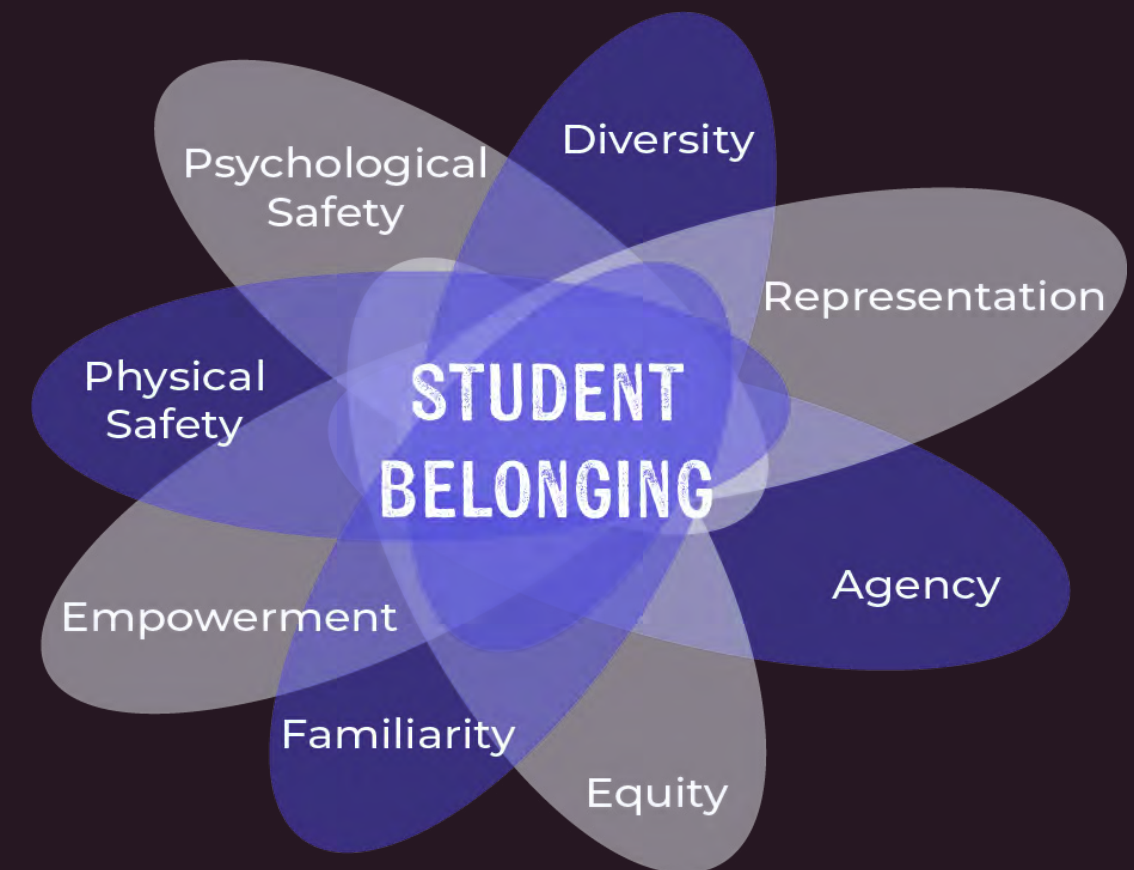 Diversity
Psychological
Safety
Representation
Physical
Safety
STUDENT
BELONGING
Agency
Empowerment
Familiarity
Equity